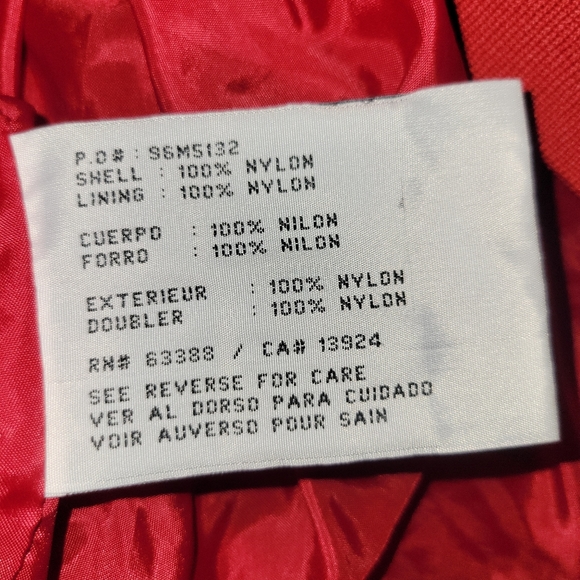 P.O# : S6M5132
SHELL : 100% NYLON
LINING : 100% NYLON
CUERPO : 100% NILON
FORRO : 100% NILON
EXTERIEUR : 100% NYLON
DOUBLER : 100% NYLON
RN# 63388 / CA# 13924
SEE REVERSE FOR CARE
VER AL DORSO PARA CUIDADO
VOIR AUVERSO POUR SAIN